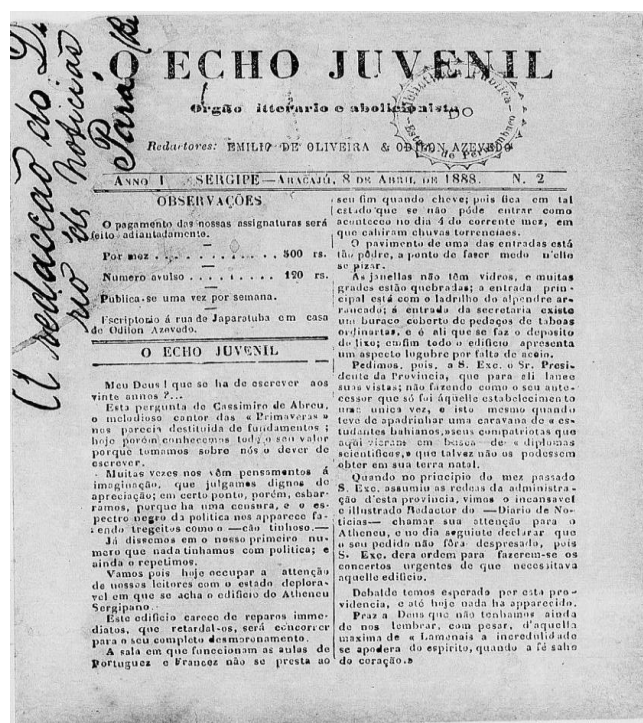 A redacção do Di
rio de Noticias
Pará
O ECHO JUVENIL
Orgão litterario e abolicionista
DO
Bibliotheca Publica
Estado de Pernambuco
Redactores: EMILIO DE OLIVEIRA & ODILON AZEVEDO
ANNO I SERGIPE—ARACAJÚ, 8 DE ABRIL DE 1888. N. 2
OBSERVAÇÕES
O pagamento das nossas assignaturas será
feito adiantadamente.
Por mez . . . . . . . . . . . 500 rs.
Numero avulso . . . . . . . . . 120 rs.
Publica-se uma vez por semana.
Escriptorio á rua de Japaratuba em casa
de Odilon Azevedo.
O ECHO JUVENIL
Meu Deus! que se ha de escrever aos
vinte annos ?...
Esta pergunta de Cassimiro de Abreu,
o melodioso cantor das « Primaveras »
nos parecia destituida de fundamentos ;
hoje porém conhecemos todo o seu valor
porque tomamos sobre nós o dever de
escrever.
Muitas vezes nos vêm pensamentos á
imaginação, que julgamos dignos de
apreciação; em certo ponto, porém, esbar-
ramos, porque ha uma censura, e o es-
pectro negro da politica nos apparece fa-
sendo tregeitos como o —cão tinhoso.—
Já dissemos em o nosso primeiro nu-
mero que nada tinhamos com politica; e
ainda o repetimos.
Vamos pois hoje occupar a attenção
de nossos leitores com o estado deplora-
vel em que se acha o edificio do Atheneu
Sergipano.
Este edificio carece de reparos imme-
diatos, que retardal-os, será concorrer
para o seu completo desmoronamento.
A sala em que funccionam as aulas de
Portuguez e Francez não se presta ao
seu fim quando chove; pois fica em tal
estado que se não póde entrar como
aconteceo no dia 4 do corrente mez, em
que cahiram chuvas torrenciaes.
O pavimento de uma das entradas está
tão pôdre, a ponto de fazer medo n'elle
se pizar.
As janellas não têm vidros, e muitas
grades estão quebradas; a entrada prin-
cipal está com o ladrilho do alpendre ar-
rancado; á entrada da secretaria existe
um buraco coberto de pedaços de taboas
ordinarias, e é ali que se faz o deposito
do lixo; emfim todo o edificio apresenta
um aspecto lugubre por falta de aceio.
Pedimos, pois, a S. Exc. o Sr. Presi-
dente da Provincia, que para ali lance
suas vistas; não fazendo como o seu ante-
cessor que só foi áquelle estabelecimento
uma unica vez, e isto mesmo quando
teve de apadrinhar uma caravana de « es-
tudantes bahianos,» seus compatriotas que
aqui vieram em busca de « diplomas
scientificos,» que talvez não os podessem
obter em sua terra natal.
Quando no principio do mez passado
S. Exc. assumiu as redeas da administra-
ção d'esta provincia, vimos o incansavel
e illustrado Redactor do —Diario de No-
ticias— chamar sua attenção para o
Atheneu, e no dia seguinte declarar que
o seu pedido não fôra despresado, pois
S. Exc. dera ordem para fazerem-se os
concertos urgentes de que necessitava
aquelle edificio.
Debalde temos esperado por esta pro-
videncia, e até hoje nada ha apparecido.
Praz a Deus que não tenhamos ainda
de nos lembrar, com pesar, d'aquella
maxima de « Lamenais a incredulidade
se apodera do espirito, quando a fé sahe
do coração.»